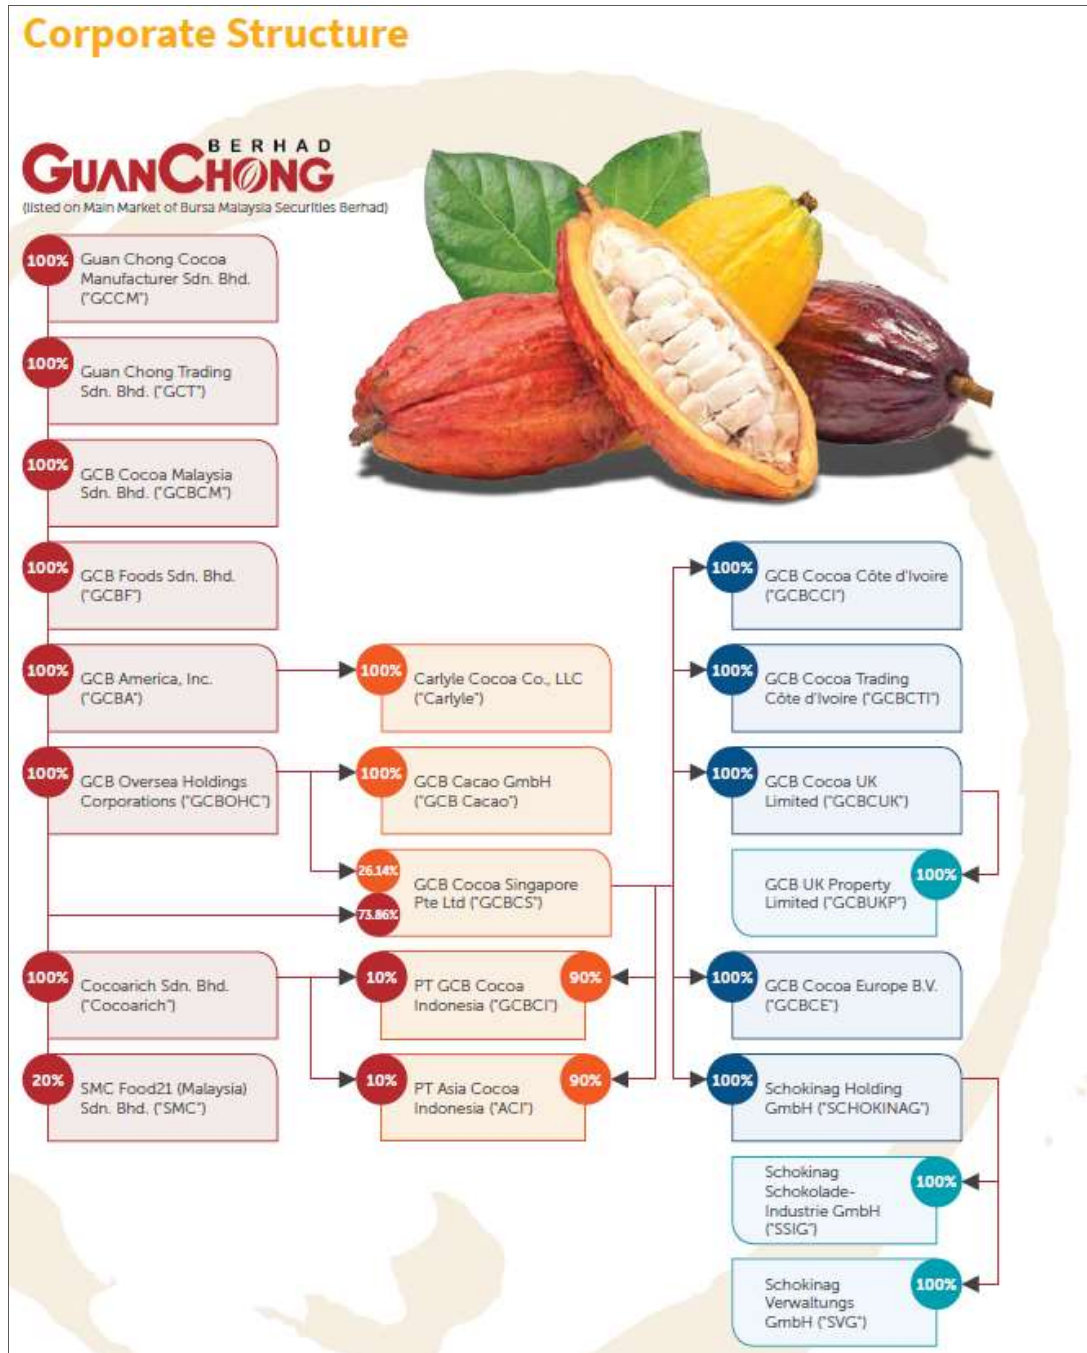 Corporate Structure
BERHAD
GUANCHONG
(listed on Main Market of Bursa Malaysia Securities Berhad)
100%
Guan Chong Cocoa
Manufacturer Sdn. Bhd.
("GCCM")
100%
Guan Chong Trading
Sdn. Bhd. ("GCT")
100%
GCB Cocoa Malaysia
Sdn. Bhd. ("GCBCM")
100%
GCB Foods Sdn. Bhd.
("GCBF")
100%
GCB America, Inc.
("GCBA")
100%
GCB Oversea Holdings
Corporations ("GCBOHC")
100%
Cocoarich Sdn. Bhd.
("Cocoarich")
20%
SMC Food21 (Malaysia)
Sdn. Bhd. ("SMC")
100%
Carlyle Cocoa Co., LLC
("Carlyle")
100%
GCB Cacao GmbH
("GCB Cacao")
26.14%
73.86%
GCB Cocoa Singapore
Pte Ltd ("GCBCS")
10%
PT GCB Cocoa
Indonesia ("GCBCI")
90%
10%
PT Asia Cocoa
Indonesia ("ACI")
90%
100%
GCB Cocoa Côte d'Ivoire
("GCBCCI")
100%
GCB Cocoa Trading
Côte d'Ivoire ("GCBCTI")
100%
GCB Cocoa UK
Limited ("GCBCUK")
GCB UK Property
Limited ("GCBUKP")
100%
100%
GCB Cocoa Europe B.V.
("GCBCE")
100%
Schokinag Holding
GmbH ("SCHOKINAG")
Schokinag
Schokolade-
Industrie GmbH
("SSIG")
100%
Schokinag
Verwaltungs
GmbH ("SVG")
100%